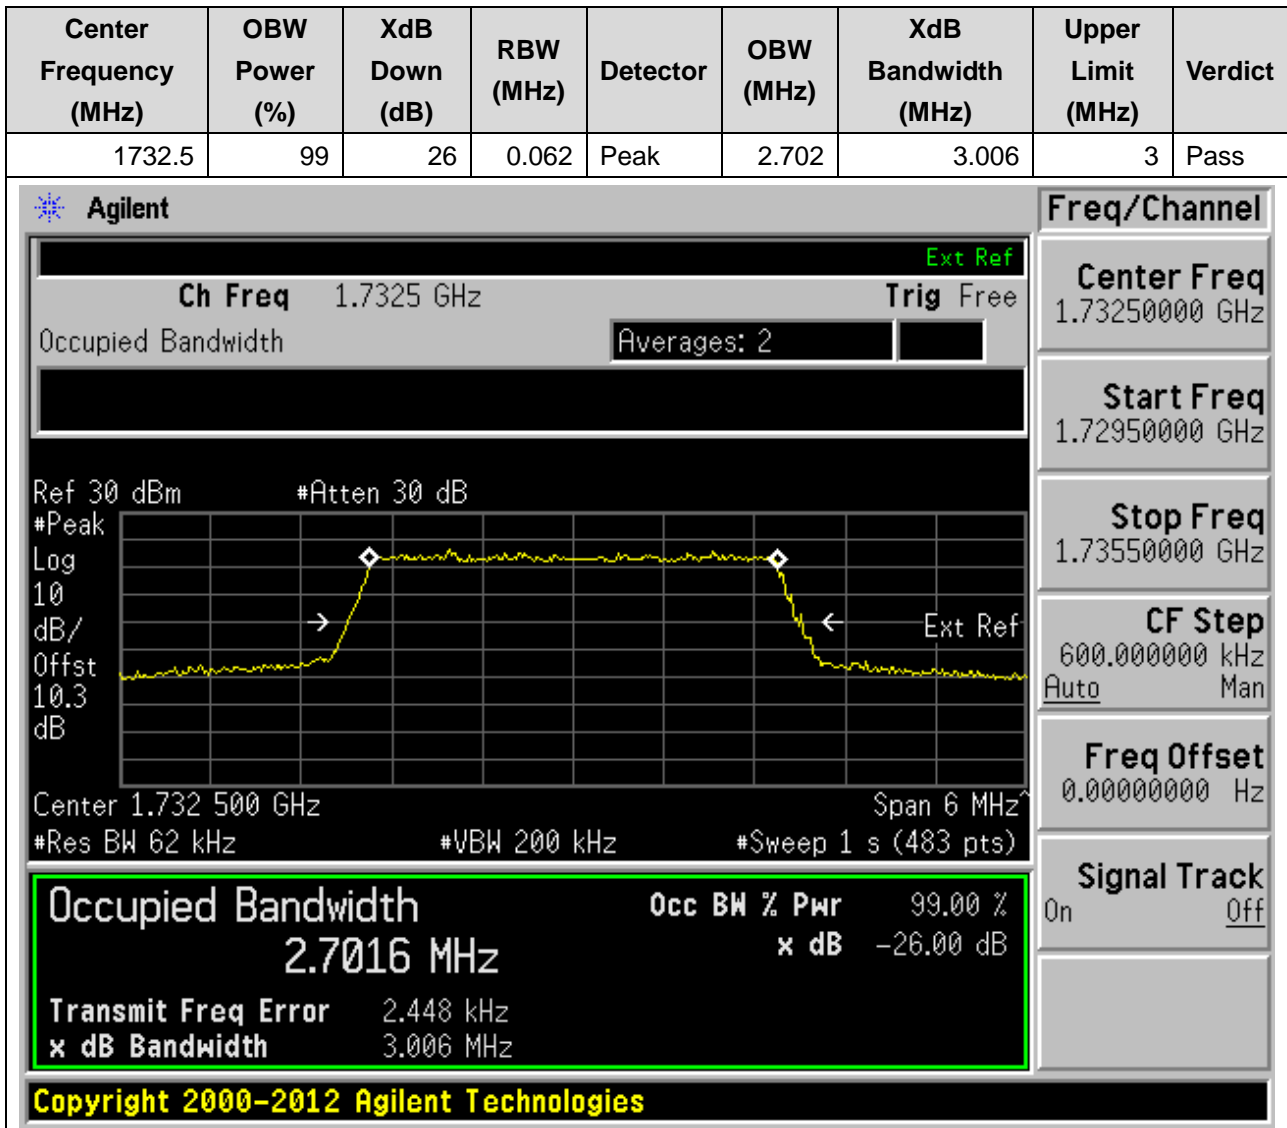 Center Frequency (MHz) OBW Power (%) XdB Down (dB) RBW (MHz) Detector OBW (MHz) XdB Bandwidth (MHz) Upper Limit (MHz) Verdict
1732.5 99 26 0.062 Peak 2.702 3.006 3 Pass
Agilent
Ext Ref
Ch Freq 1.7325 GHz Trig Free
Occupied Bandwidth Averages: 2
Ref 30 dBm #Atten 30 dB
#Peak
Log
10
dB/
Offst
10.3
dB
Ext Ref
Center 1.732 500 GHz Span 6 MHz^
#Res BW 62 kHz #VBW 200 kHz #Sweep 1 s (483 pts)
Occupied Bandwidth
2.7016 MHz
Occ BW % Pwr 99.00 %
x dB -26.00 dB
Transmit Freq Error 2.448 kHz
x dB Bandwidth 3.006 MHz
Copyright 2000-2012 Agilent Technologies
Freq/Channel
Center Freq
1.73250000 GHz
Start Freq
1.72950000 GHz
Stop Freq
1.73550000 GHz
CF Step
600.000000 kHz
Auto Man
Freq Offset
0.00000000 Hz
Signal Track
On Off